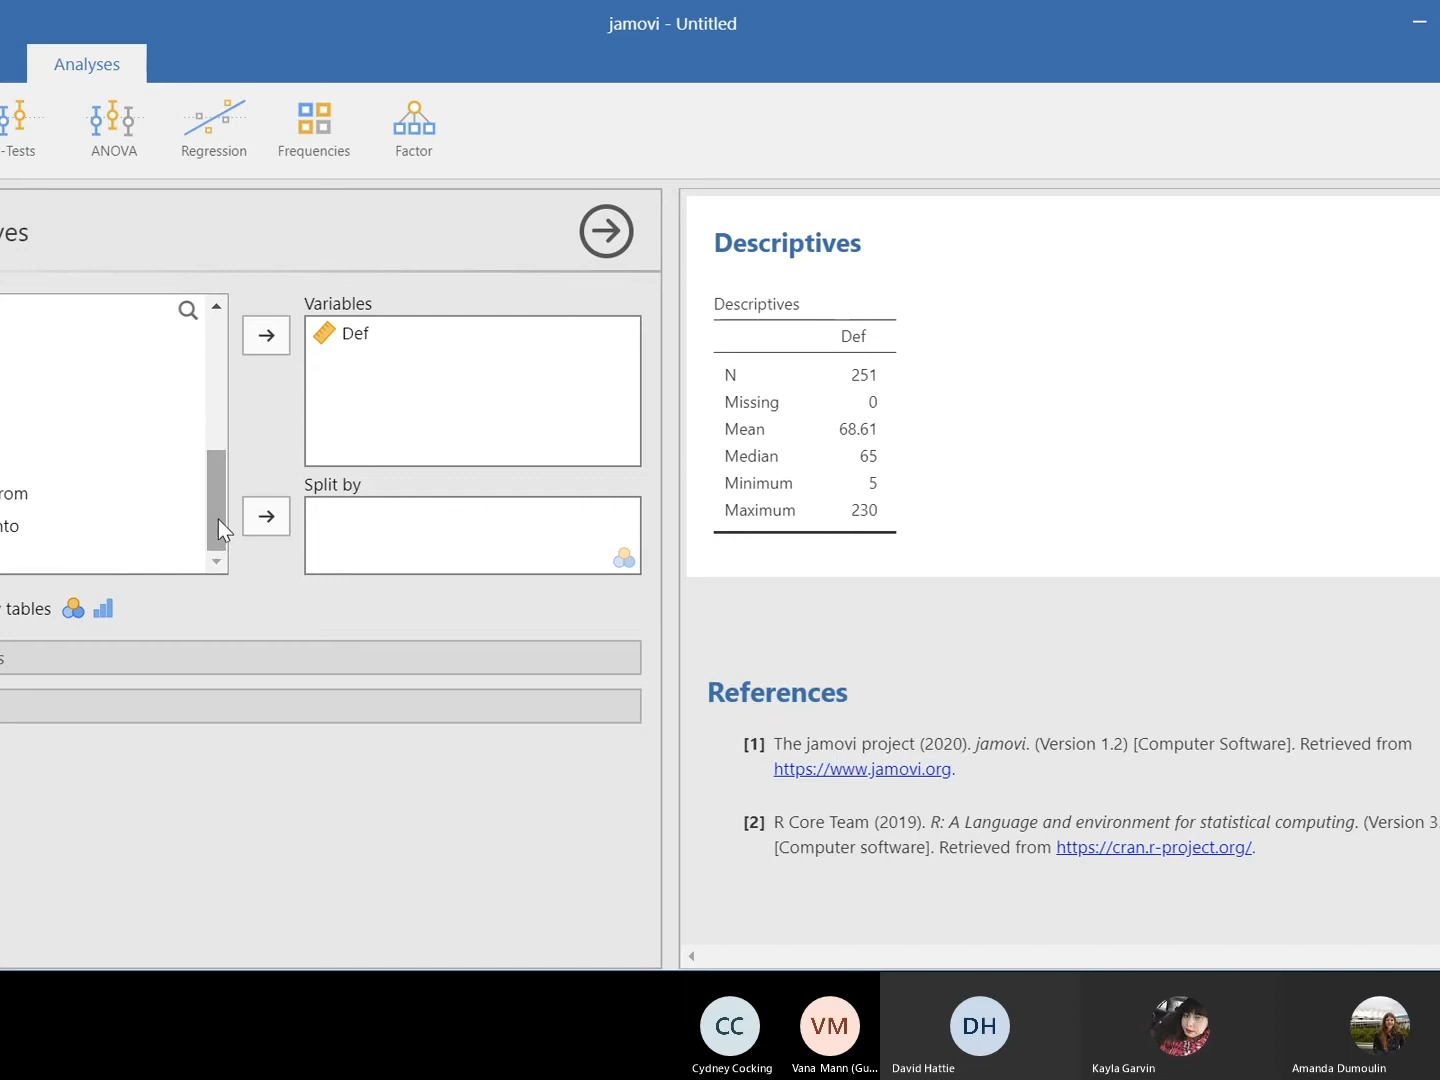 jamovi - Untitled
Analyses
-Tests
ANOVA
Regression
Frequencies
Factor
ves
Variables
Def
Split by
rom
nto
tables
s
Descriptives
Descriptives
Def
N 251
Missing 0
Mean 68.61
Median 65
Minimum 5
Maximum 230
References
[1] The jamovi project (2020). jamovi. (Version 1.2) [Computer Software]. Retrieved from
https://www.jamovi.org.
[2] R Core Team (2019). R: A Language and environment for statistical computing. (Version 3.
[Computer software]. Retrieved from https://cran.r-project.org/.
CC
VM
DH
Cydney Cocking
Vana Mann (Gu...
David Hattie
Kayla Garvin
Amanda Dumoulin